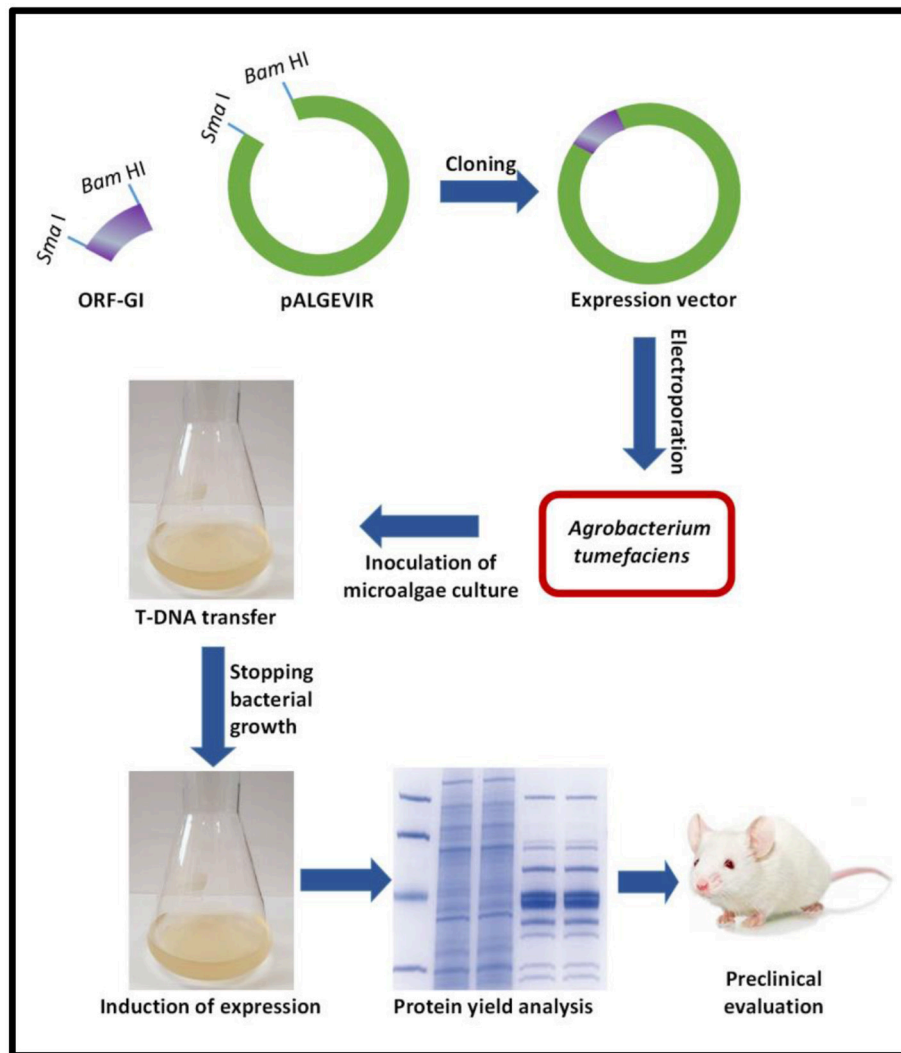 Bam HI
Sma I
Bam HI
Sma I
Cloning
ORF-GI
pALGEVIR
Expression vector
Electroporation
Agrobacterium
tumefaciens
Inoculation of
microalgae culture
T-DNA transfer
Stopping
bacterial
growth
Induction of expression
Protein yield analysis
Preclinical
evaluation